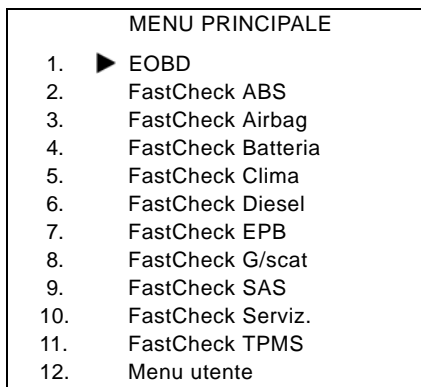 MENU PRINCIPALE
1. ▶ EOBD
2. FastCheck ABS
3. FastCheck Airbag
4. FastCheck Batteria
5. FastCheck Clima
6. FastCheck Diesel
7. FastCheck EPB
8. FastCheck G/scat
9. FastCheck SAS
10. FastCheck Serviz.
11. FastCheck TPMS
12. Menu utente